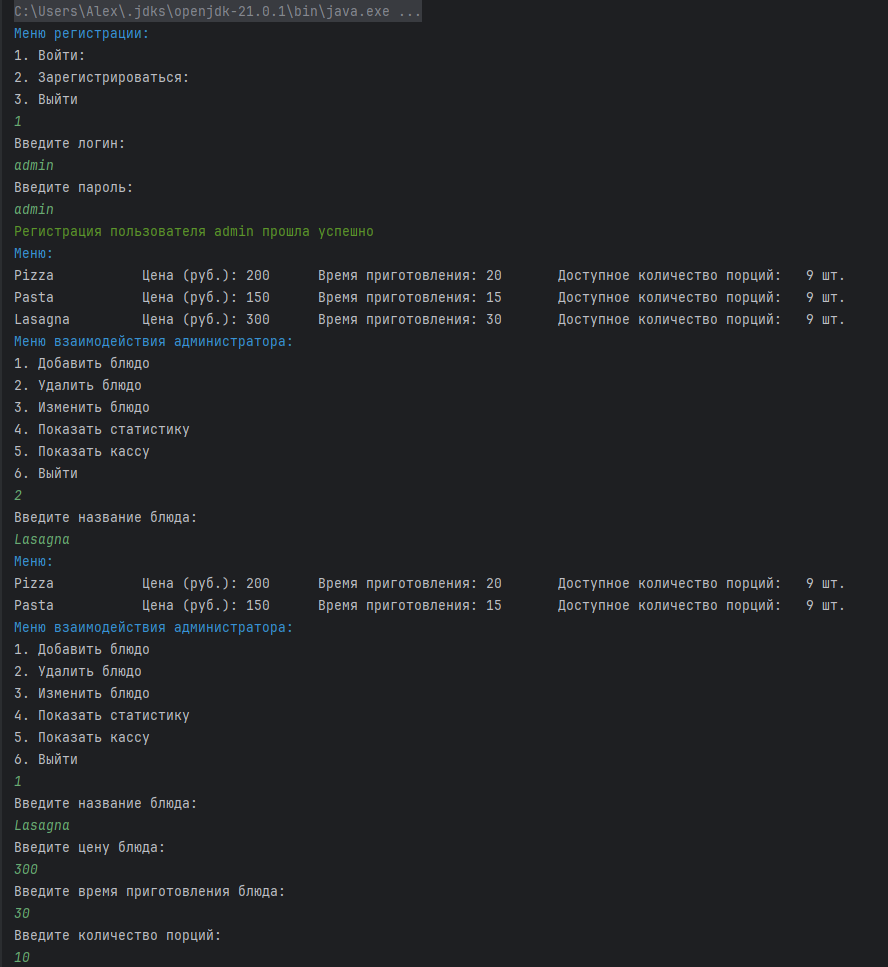 C:\Users\Alex\.jdks\openjdk-21.0.1\bin\java.exe ...
Меню регистрации:
1. Войти:
2. Зарегистрироваться:
3. Выйти
1
Введите логин:
admin
Введите пароль:
admin
Регистрация пользователя admin прошла успешно
Меню:
Pizza Цена (руб.): 200 Время приготовления: 20 Доступное количество порций: 9 шт.
Pasta Цена (руб.): 150 Время приготовления: 15 Доступное количество порций: 9 шт.
Lasagna Цена (руб.): 300 Время приготовления: 30 Доступное количество порций: 9 шт.
Меню взаимодействия администратора:
1. Добавить блюдо
2. Удалить блюдо
3. Изменить блюдо
4. Показать статистику
5. Показать кассу
6. Выйти
2
Введите название блюда:
Lasagna
Меню:
Pizza Цена (руб.): 200 Время приготовления: 20 Доступное количество порций: 9 шт.
Pasta Цена (руб.): 150 Время приготовления: 15 Доступное количество порций: 9 шт.
Меню взаимодействия администратора:
1. Добавить блюдо
2. Удалить блюдо
3. Изменить блюдо
4. Показать статистику
5. Показать кассу
6. Выйти
1
Введите название блюда:
Lasagna
Введите цену блюда:
300
Введите время приготовления блюда:
30
Введите количество порций:
10